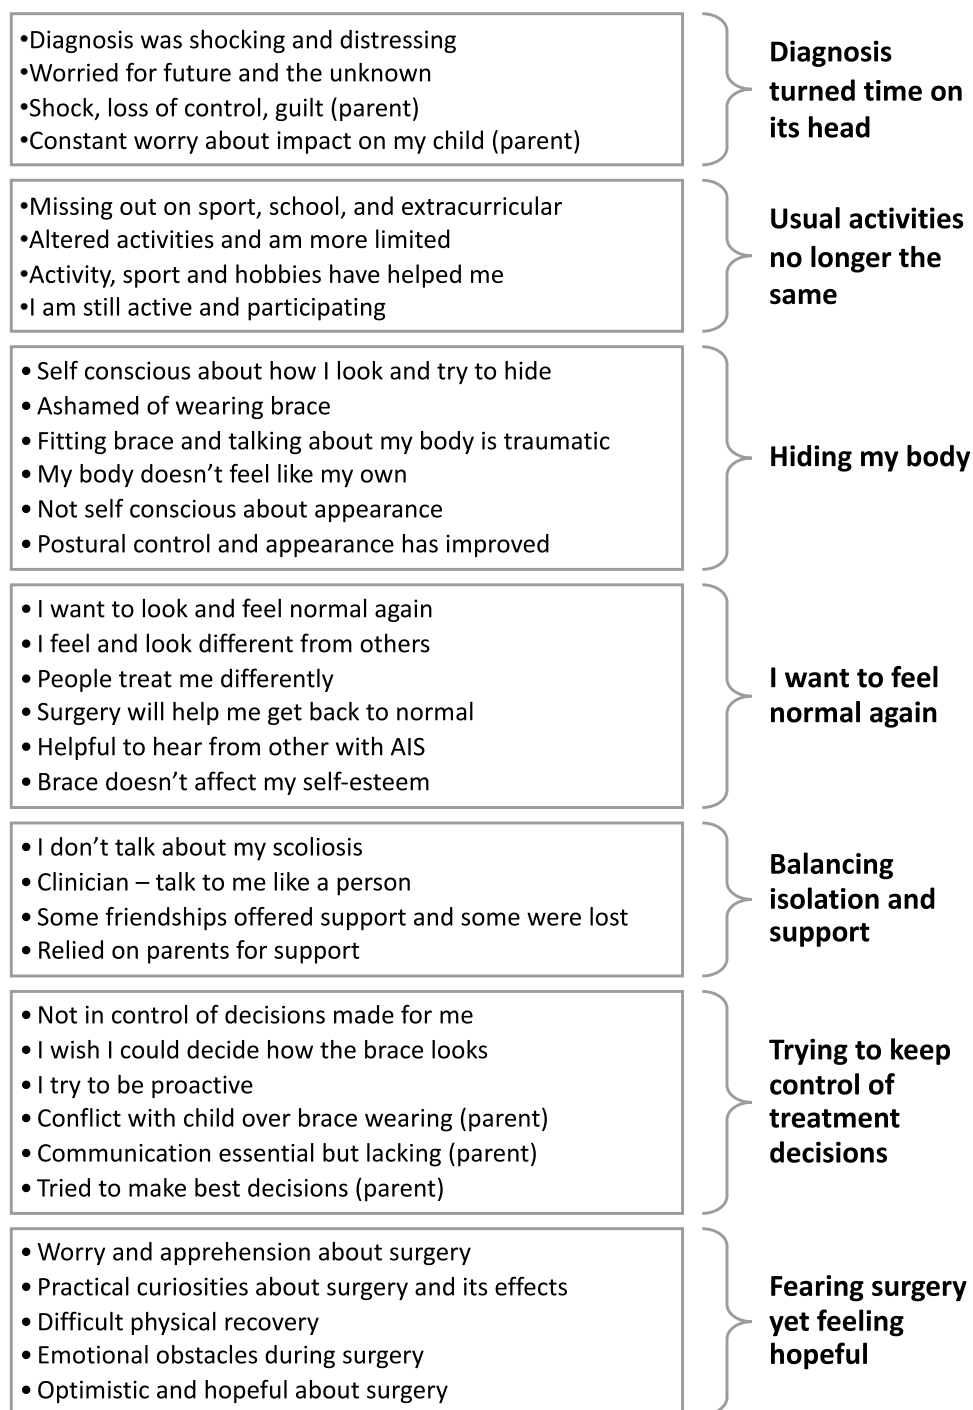 •Diagnosis was shocking and distressing
•Worried for future and the unknown
•Shock, loss of control, guilt (parent)
•Constant worry about impact on my child (parent)
Diagnosis
turned time on
its head
•Missing out on sport, school, and extracurricular
•Altered activities and am more limited
•Activity, sport and hobbies have helped me
•I am still active and participating
Usual activities
no longer the
same
• Self conscious about how I look and try to hide
• Ashamed of wearing brace
• Fitting brace and talking about my body is traumatic
• My body doesn’t feel like my own
• Not self conscious about appearance
• Postural control and appearance has improved
Hiding my body
• I want to look and feel normal again
• I feel and look different from others
• People treat me differently
• Surgery will help me get back to normal
• Helpful to hear from other with AIS
• Brace doesn’t affect my self-esteem
I want to feel
normal again
• I don’t talk about my scoliosis
• Clinician – talk to me like a person
• Some friendships offered support and some were lost
• Relied on parents for support
Balancing
isolation and
support
• Not in control of decisions made for me
• I wish I could decide how the brace looks
• I try to be proactive
• Conflict with child over brace wearing (parent)
• Communication essential but lacking (parent)
• Tried to make best decisions (parent)
Trying to keep
control of
treatment
decisions
• Worry and apprehension about surgery
• Practical curiosities about surgery and its effects
• Difficult physical recovery
• Emotional obstacles during surgery
• Optimistic and hopeful about surgery
Fearing surgery
yet feeling
hopeful